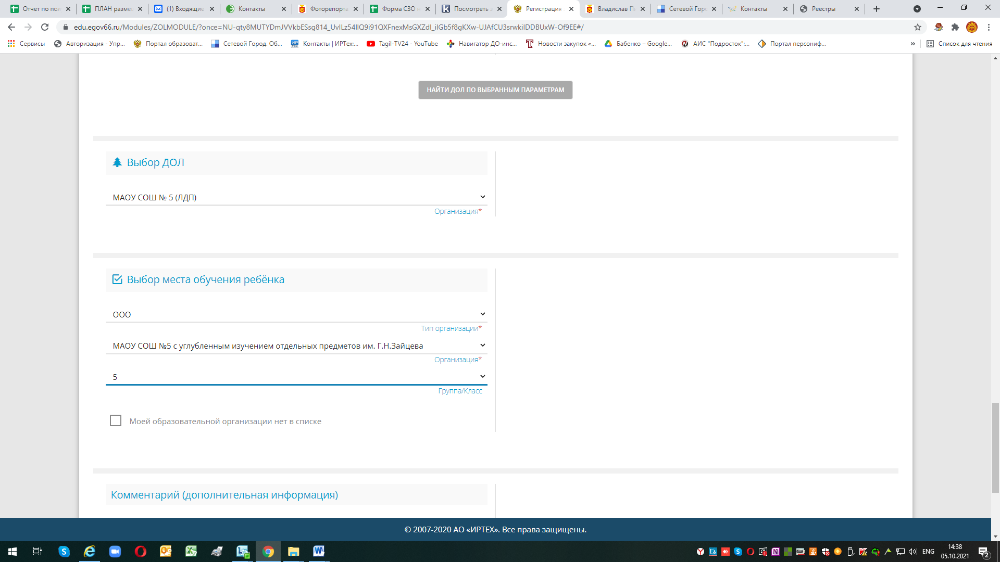 Отчет по пол
ПЛАН разме
(1) Входящие
Контакты
Фоторепорта
Форма СЗО н
Посмотреть з
Регистрация
Владислав Пи
Сетевой Горо
Контакты
Реестры
edu.egov66.ru/Modules/ZOLMODULE/?once=
Сервисы
Авторизация - Упр...
Портал образоват...
Сетевой Город. Об...
Контакты | ИРТех:...
Tagil-TV24 - YouTube
Навигатор ДО-инс...
Новости закупок «...
Бабенко – Google...
АИС "Подросток":...
Портал персониф...
»
Список для чтения
НАЙТИ ДОЛ ПО ВЫБРАННЫМ ПАРАМЕТРАМ
Выбор ДОЛ
МАОУ СОШ № 5 (ЛДП)
Организация*
Выбор места обучения ребёнка
ООО
Тип организации*
МАОУ СОШ №5 с углубленным изучением отдельных предметов им. Г.Н.Зайцева
Организация*
5
Группа/Класс
Моей образовательной организации нет в списке
Комментарий (дополнительная информация)
© 2007-2020 АО «ИРТЕХ». Все права защищены.
ENG
14:38
05.10.2021
2